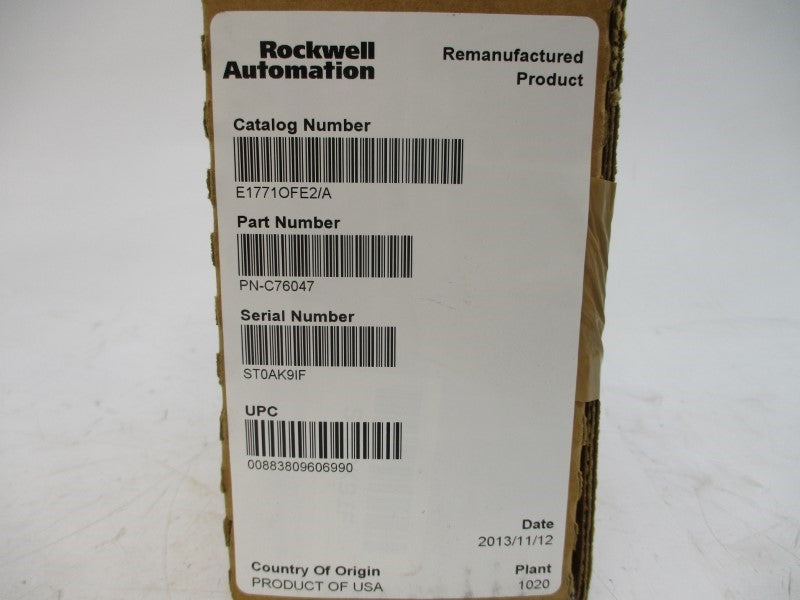 Rockwell
Automation
Remanufactured
Product
Catalog Number
E1771OFE2/A
Part Number
PN-C76047
Serial Number
ST0AK9IF
UPC
00883809606990
Date
2013/11/12
Country Of Origin
PRODUCT OF USA
Plant
1020